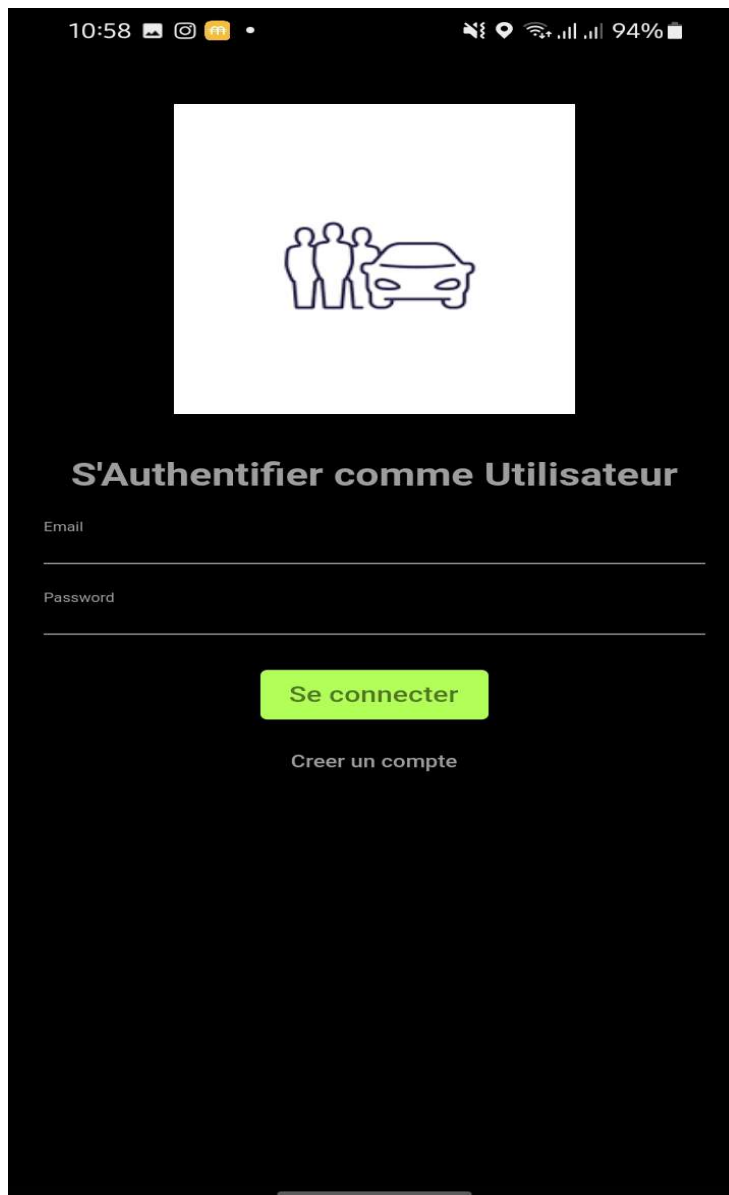 10:58 94%
S'Authentifier comme Utilisateur
Email
Password
Se connecter
Creer un compte